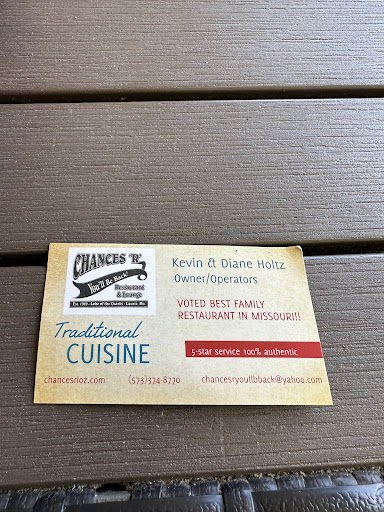 CHANCES "R"
You'll Be Back!
Restaurant
& Lounge
Kevin & Diane Holtz
Owner/Operators
VOTED BEST FAMILY
RESTAURANT IN MISSOURI!!
Traditional
CUISINE
5-star service 100% authentic
chancesrloz.com (573)374-8770 chancesryoullbback@yahoo.com